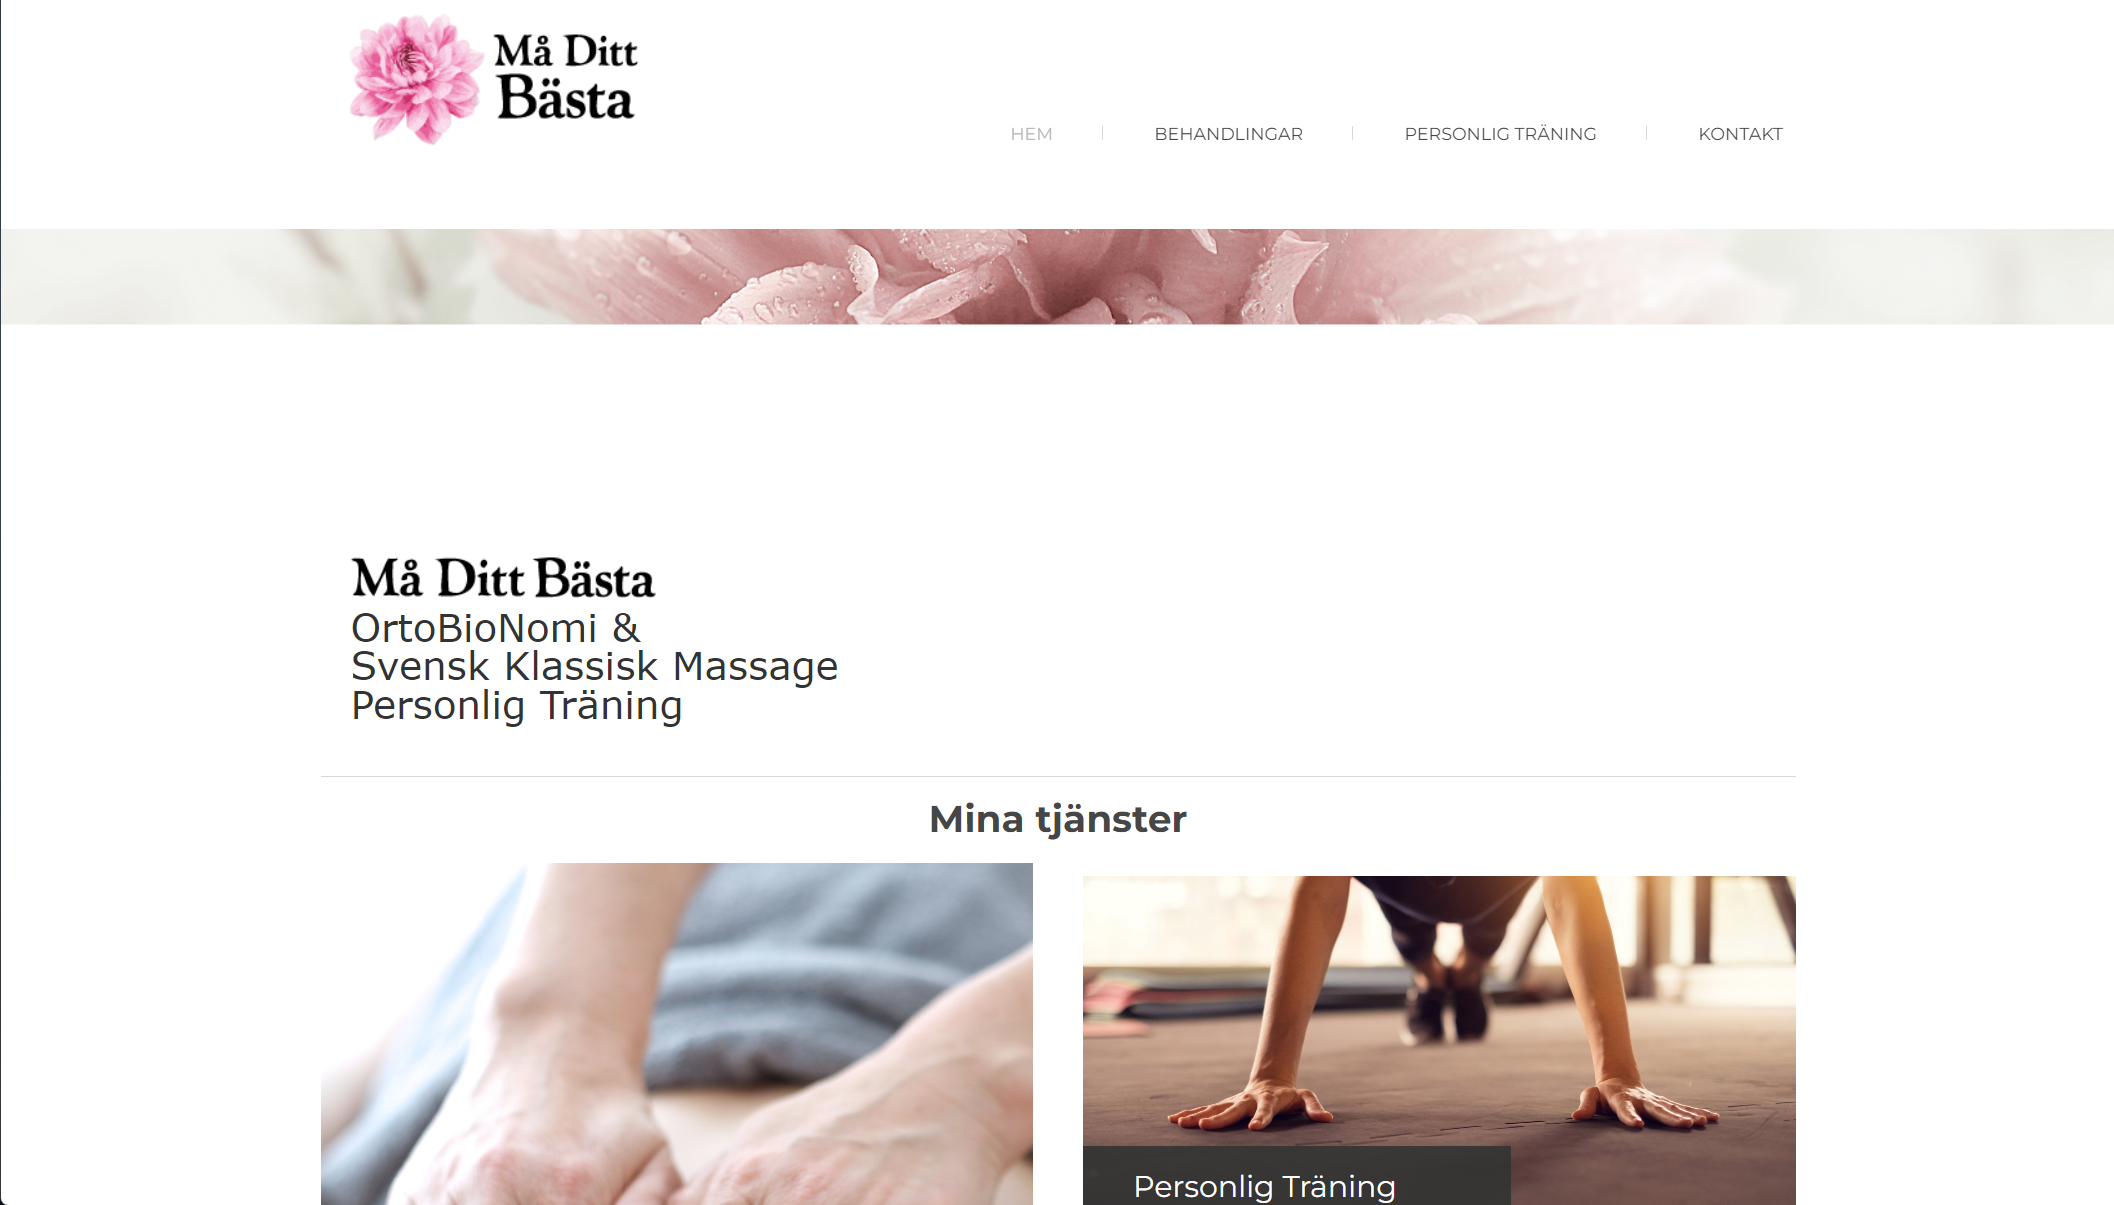 Må Ditt
Bästa
HEM
BEHANDLINGAR
PERSONLIG TRÄNING
KONTAKT
Må Ditt Bästa
OrtoBioNomi &
Svensk Klassisk Massage
Personlig Träning
Mina tjänster
Personlig Träning